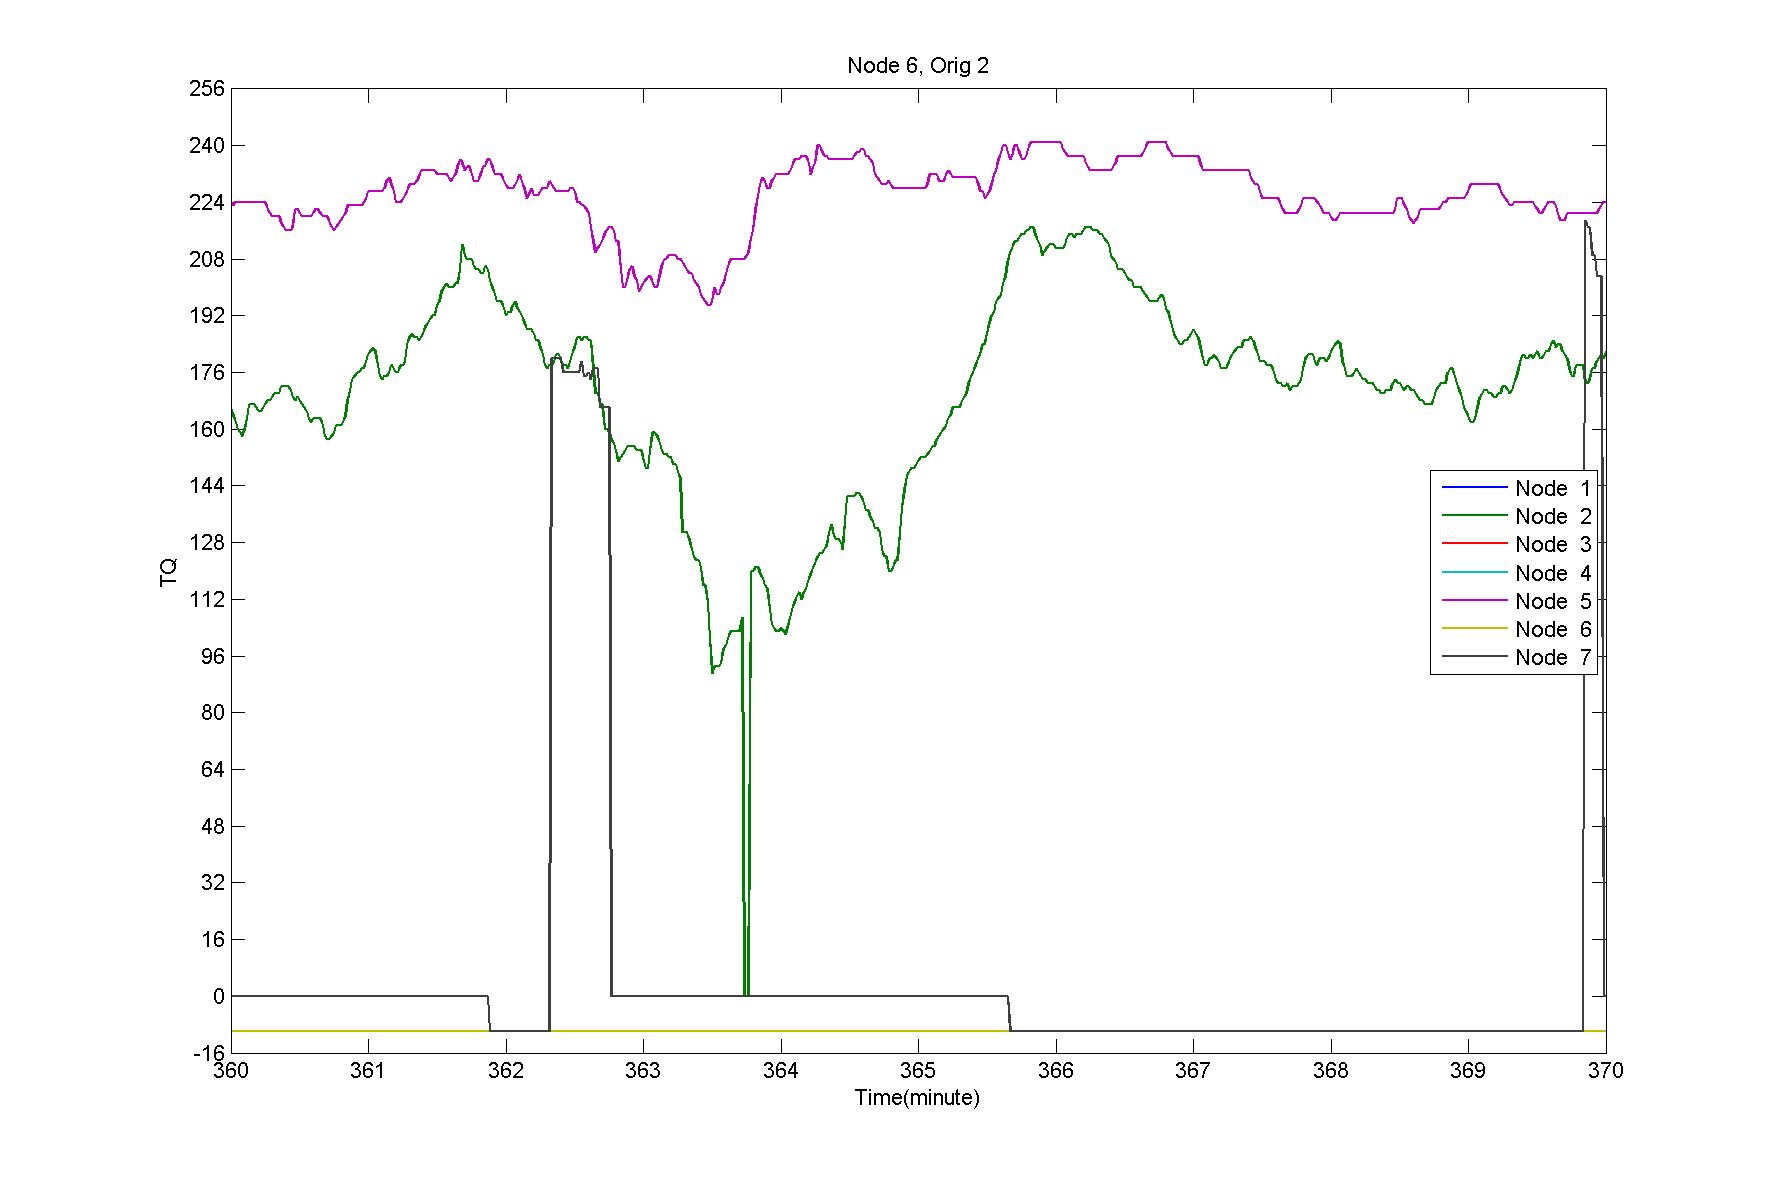 Node 6, Orig 2
256
240
224
208
192
176
160
144
128
112
96
80
64
48
32
16
0
-16
TQ
Node 1
Node 2
Node 3
Node 4
Node 5
Node 6
Node 7
360 361 362 363 364 365 366 367 368 369 370
Time(minute)